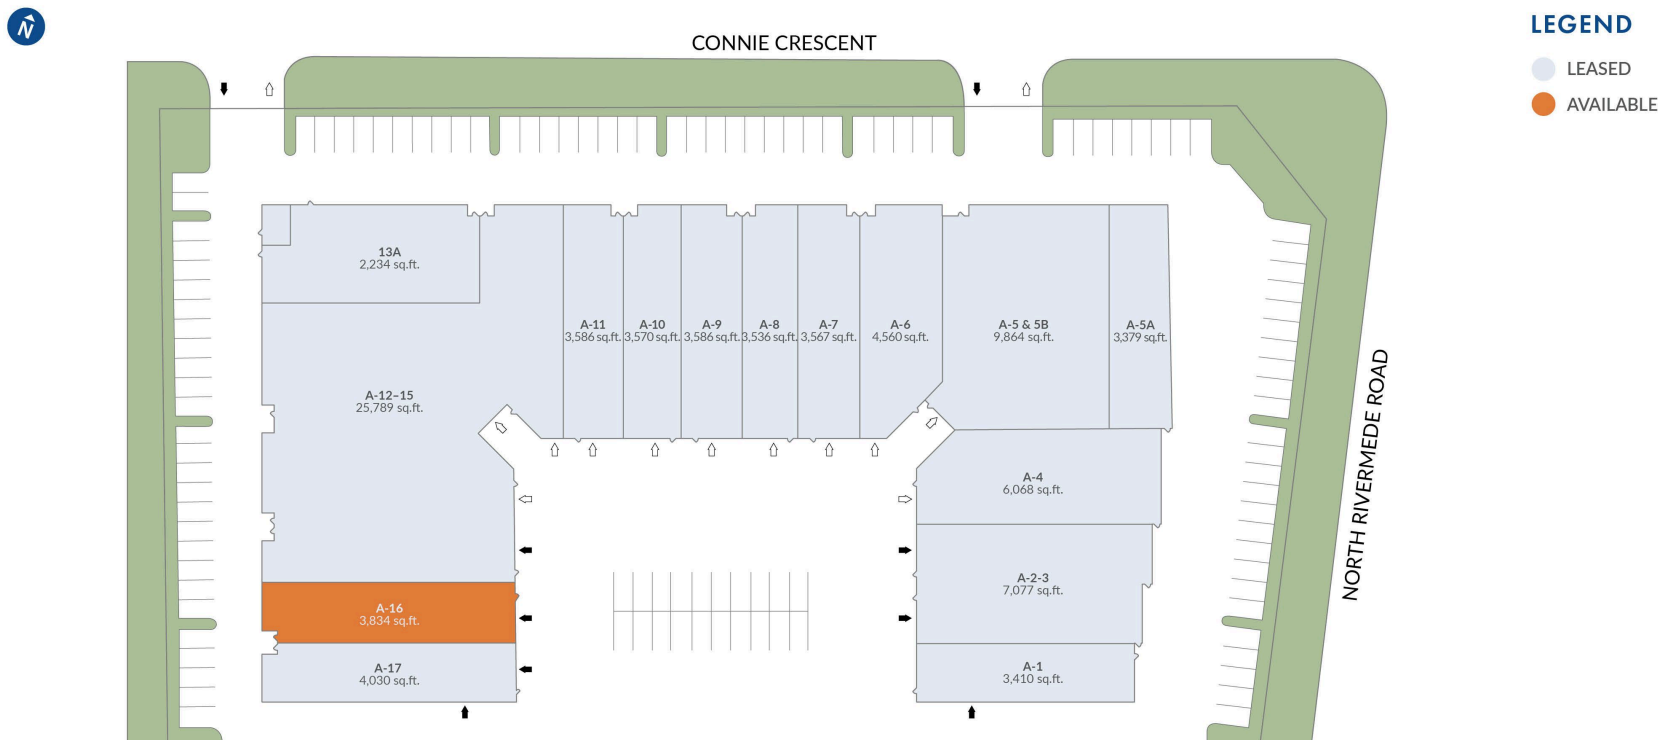 N
CONNIE CRESCENT
LEGEND
LEASED
AVAILABLE
13A
2,234 sq.ft.
A-11
3,586 sq.ft.
A-10
3,570 sq.ft.
A-9
3,586 sq.ft.
A-8
3,536 sq.ft.
A-7
3,567 sq.ft.
A-6
4,560 sq.ft.
A-5 & 5B
9,864 sq.ft.
A-5A
3,379 sq.ft.
A-12–15
25,789 sq.ft.
NORTH RIVERMEDE ROAD
A-4
6,068 sq.ft.
A-2-3
7,077 sq.ft.
A-16
3,834 sq.ft.
A-17
4,030 sq.ft.
A-1
3,410 sq.ft.